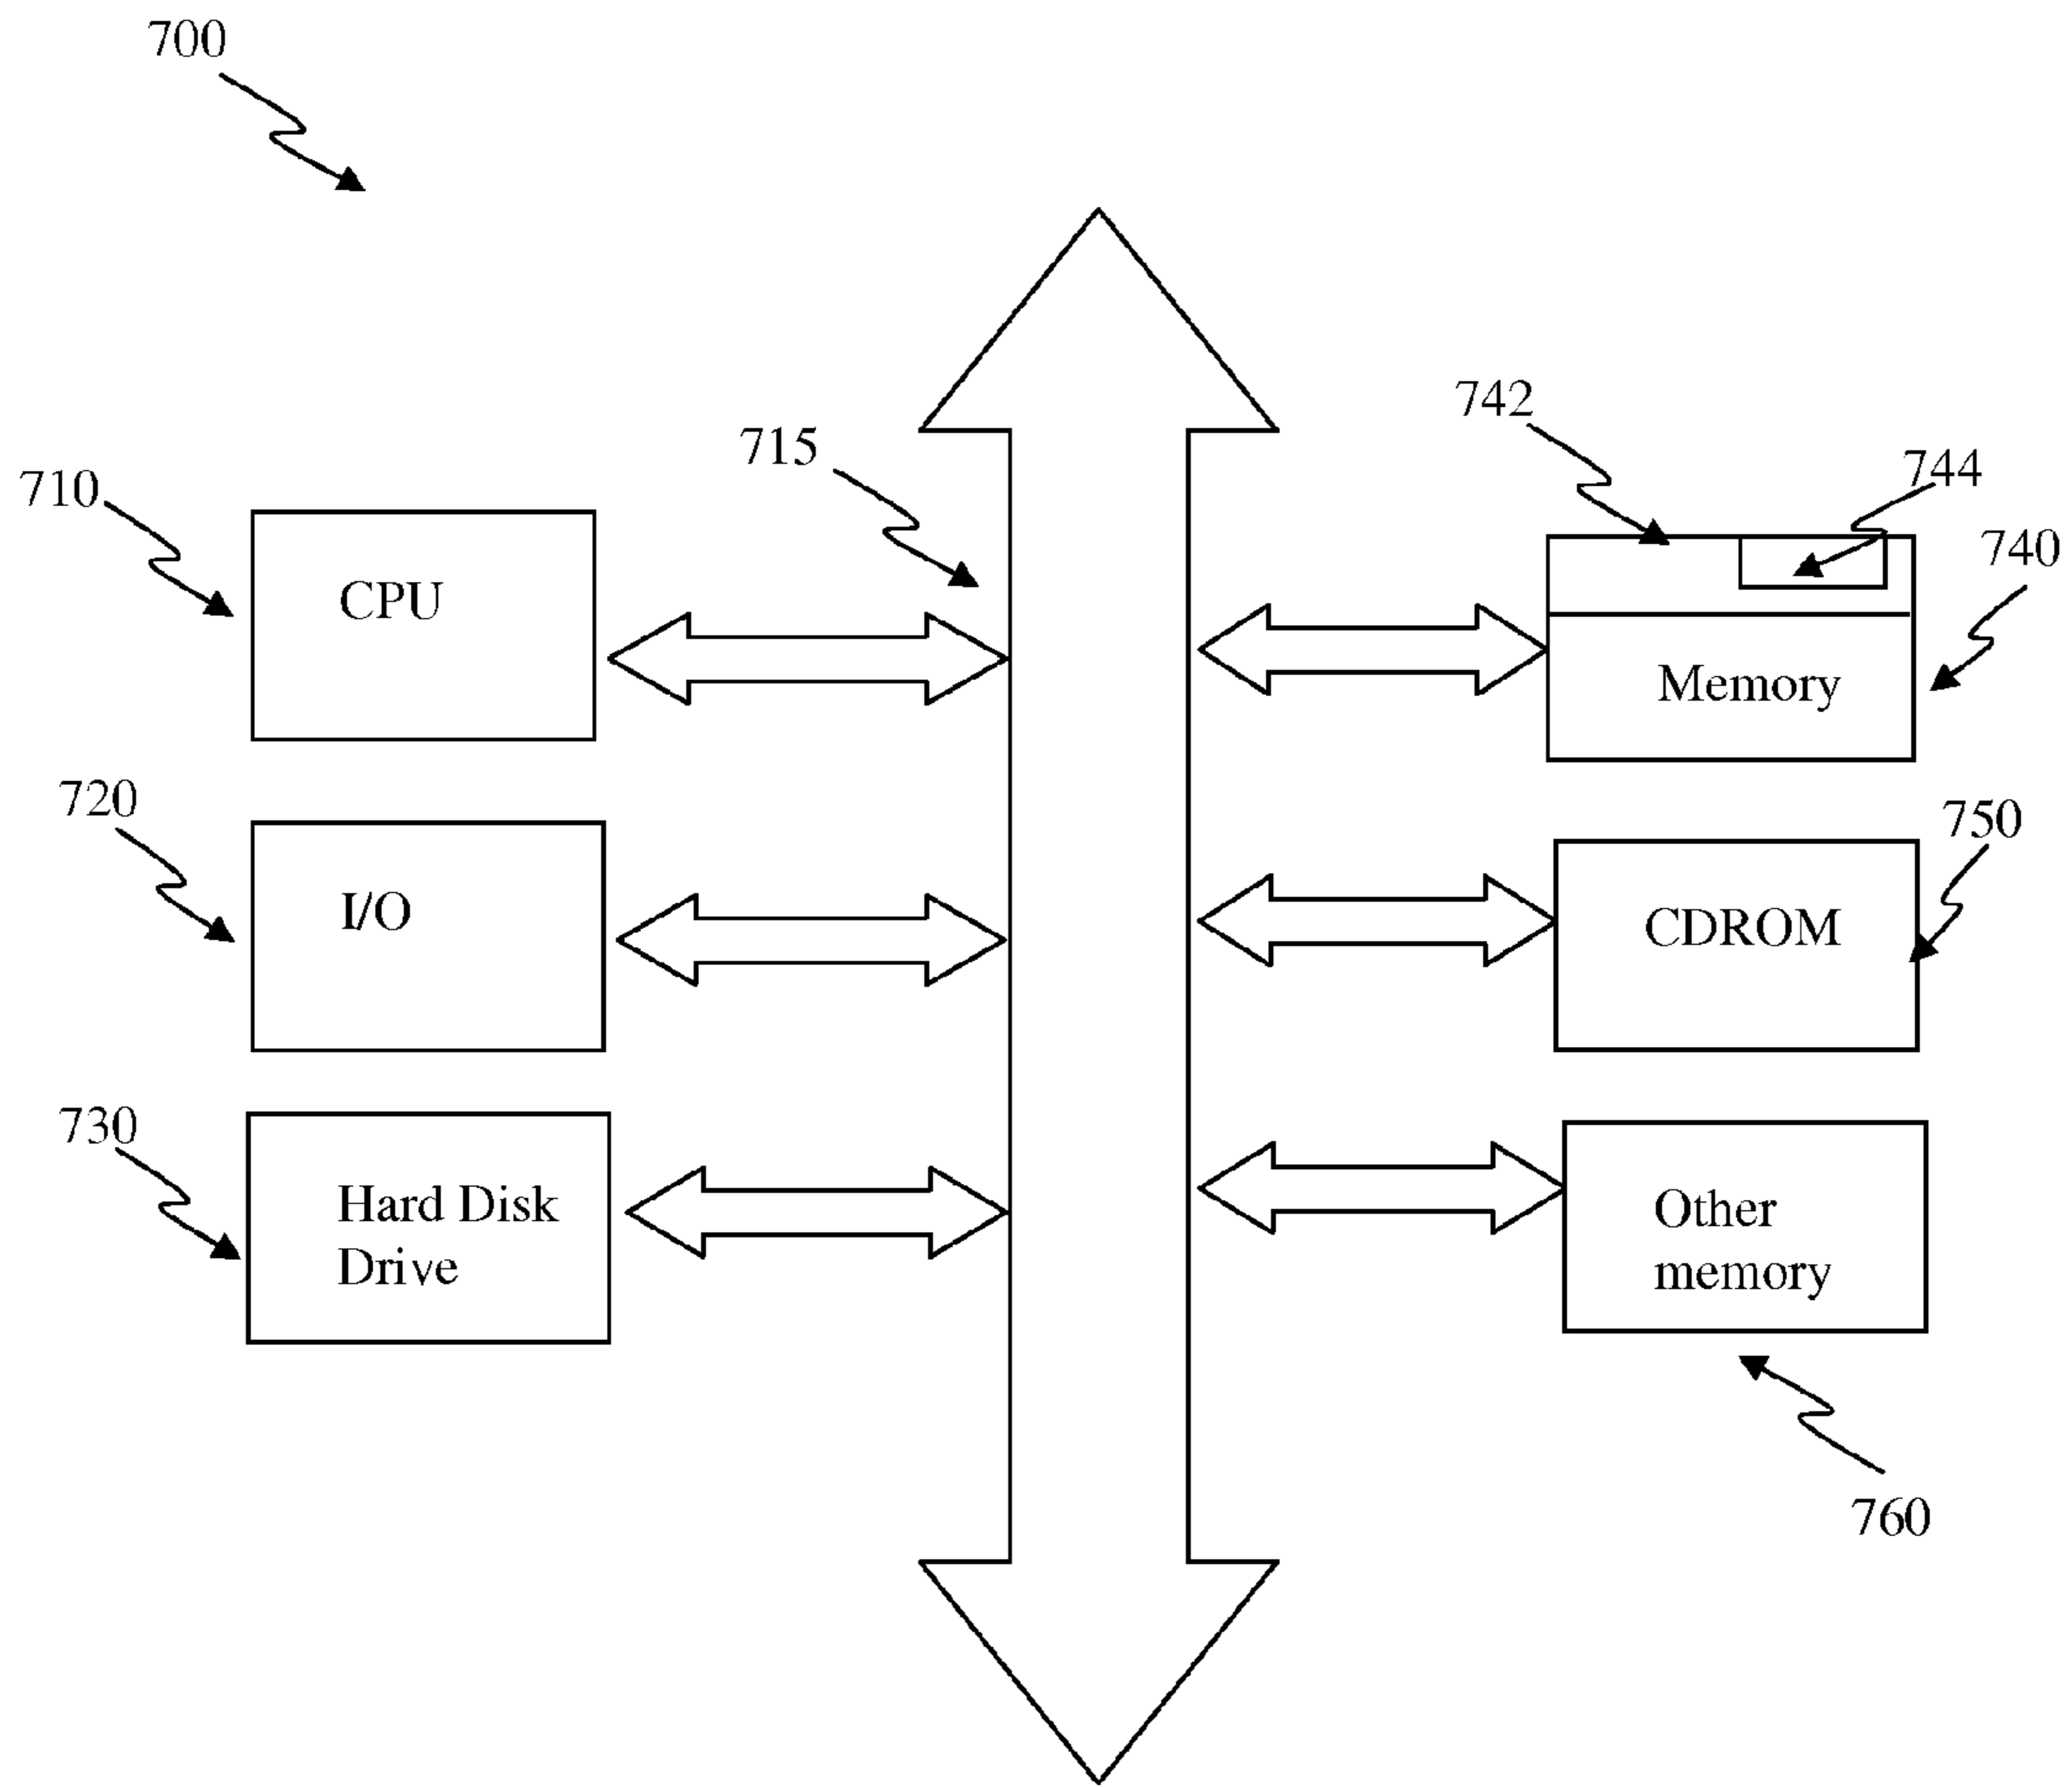 700
742
715
744
710
740
CPU
Memory
720
750
I/O
CDROM
730
Hard Disk
Drive
Other
memory
760